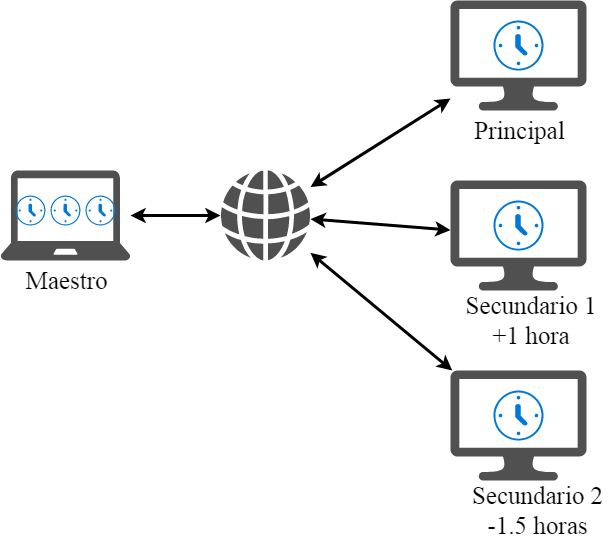 Principal
Maestro
Secundario 1
+1 hora
Secundario 2
-1.5 horas